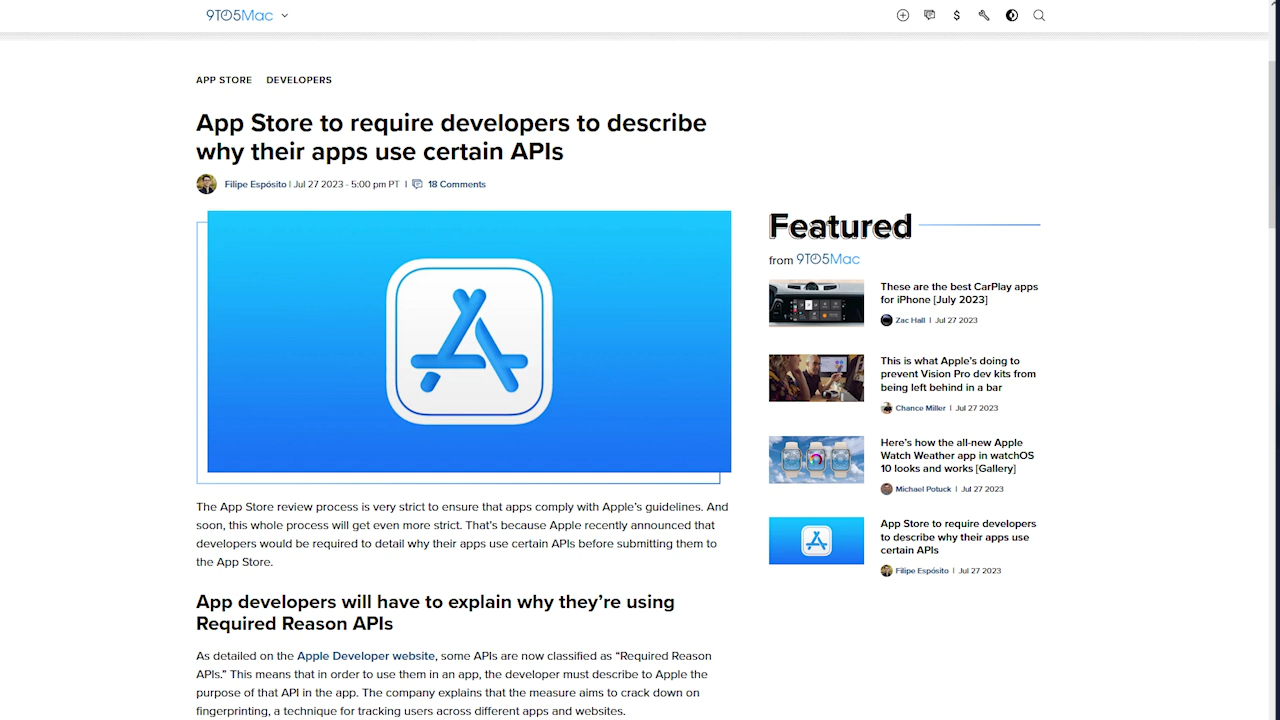 9TO5Mac
APP STORE DEVELOPERS
App Store to require developers to describe
why their apps use certain APIs
Filipe Espósito | Jul 27 2023 - 5:00 pm PT | 18 Comments
The App Store review process is very strict to ensure that apps comply with Apple's guidelines. And
soon, this whole process will get even more strict. That's because Apple recently announced that
developers would be required to detail why their apps use certain APIs before submitting them to
the App Store.
App developers will have to explain why they're using
Required Reason APIs
As detailed on the Apple Developer website, some APIs are now classified as “Required Reason
APIs.” This means that in order to use them in an app, the developer must describe to Apple the
purpose of that API in the app. The company explains that the measure aims to crack down on
fingerprinting, a technique for tracking users across different apps and websites.
Featured
from 9TO5Mac
These are the best CarPlay apps
for iPhone [July 2023]
Zac Hall | Jul 27 2023
This is what Apple's doing to
prevent Vision Pro dev kits from
being left behind in a bar
Chance Miller | Jul 27 2023
Here's how the all-new Apple
Watch Weather app in watchOS
10 looks and works [Gallery]
Michael Potuck | Jul 27 2023
App Store to require developers
to describe why their apps use
certain APIs
Filipe Espósito | Jul 27 2023